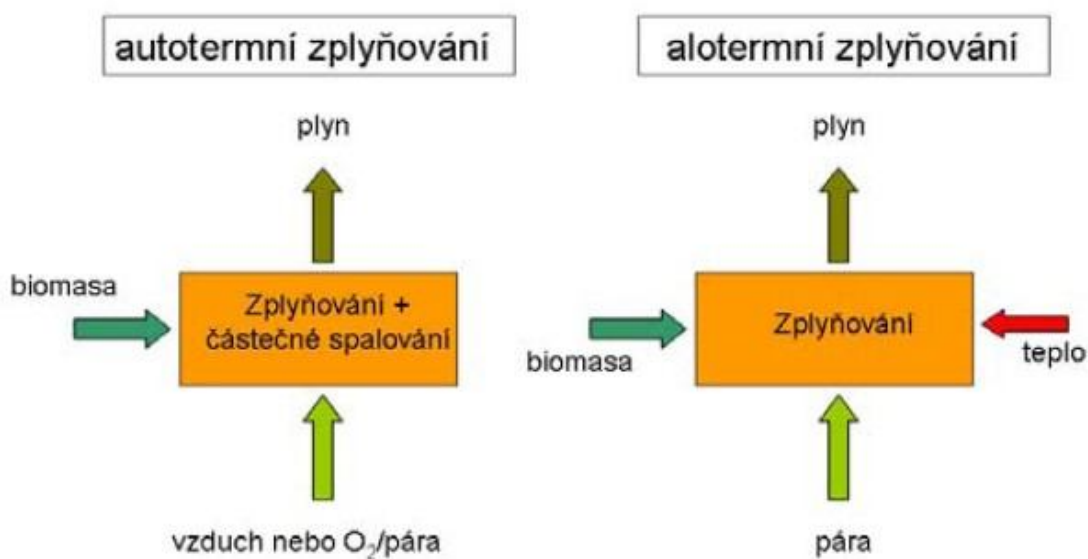 autotermní zplyňování
plyn
biomasa
Zplyňování +
částečné spalování
vzduch nebo O₂/pára
alotermní zplyňování
plyn
biomasa
Zplyňování
teplo
pára